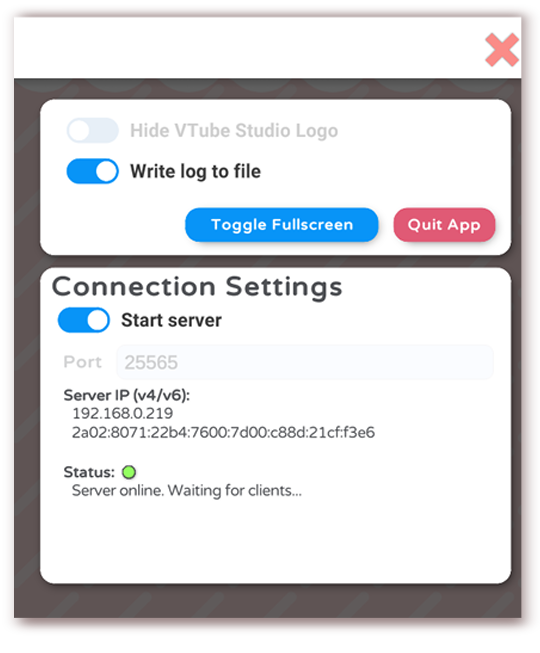 Hide VTube Studio Logo
Write log to file
Toggle Fullscreen Quit App
Connection Settings
Start server
Port 25565
Server IP (v4/v6):
192.168.0.219
2a02:8071:22b4:7600:7d00:c88d:21cf:f3e6
Status:
Server online. Waiting for clients...